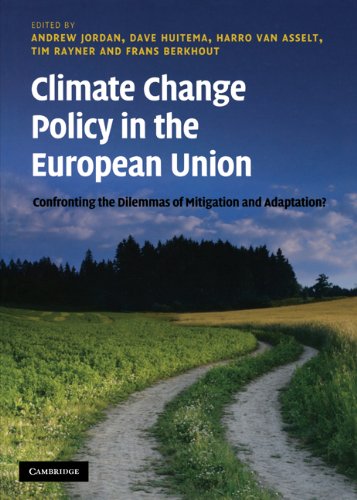 EDITED BY
ANDREW JORDAN, DAVE HUITEMA, HARRO VAN ASSELT,
TIM RAYNER AND FRANS BERKHOUT
Climate Change
Policy in the
European Union
Confronting the Dilemmas of Mitigation and Adaptation?
CAMBRIDGE